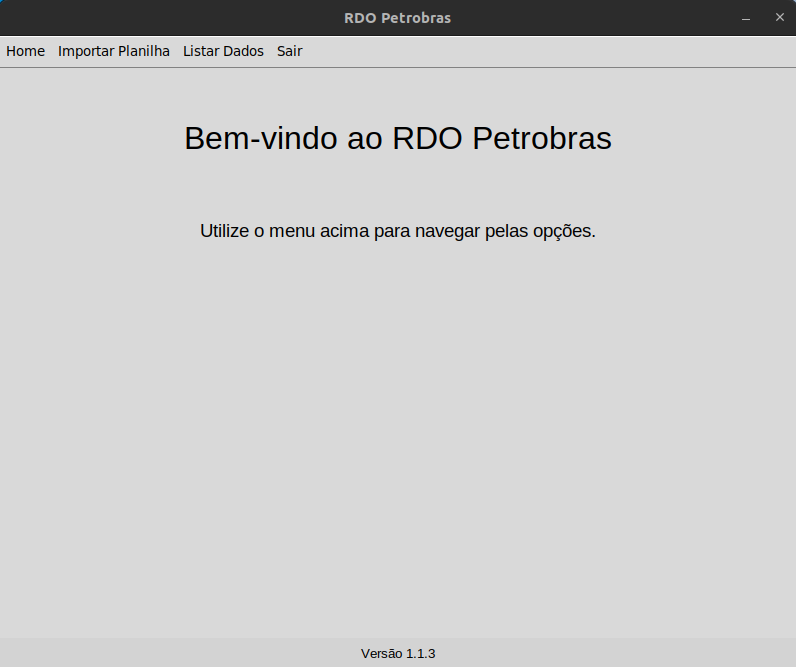 RDO Petrobras
Home Importar Planilha Listar Dados Sair
Bem-vindo ao RDO Petrobras
Utilize o menu acima para navegar pelas opções.
Versão 1.1.3